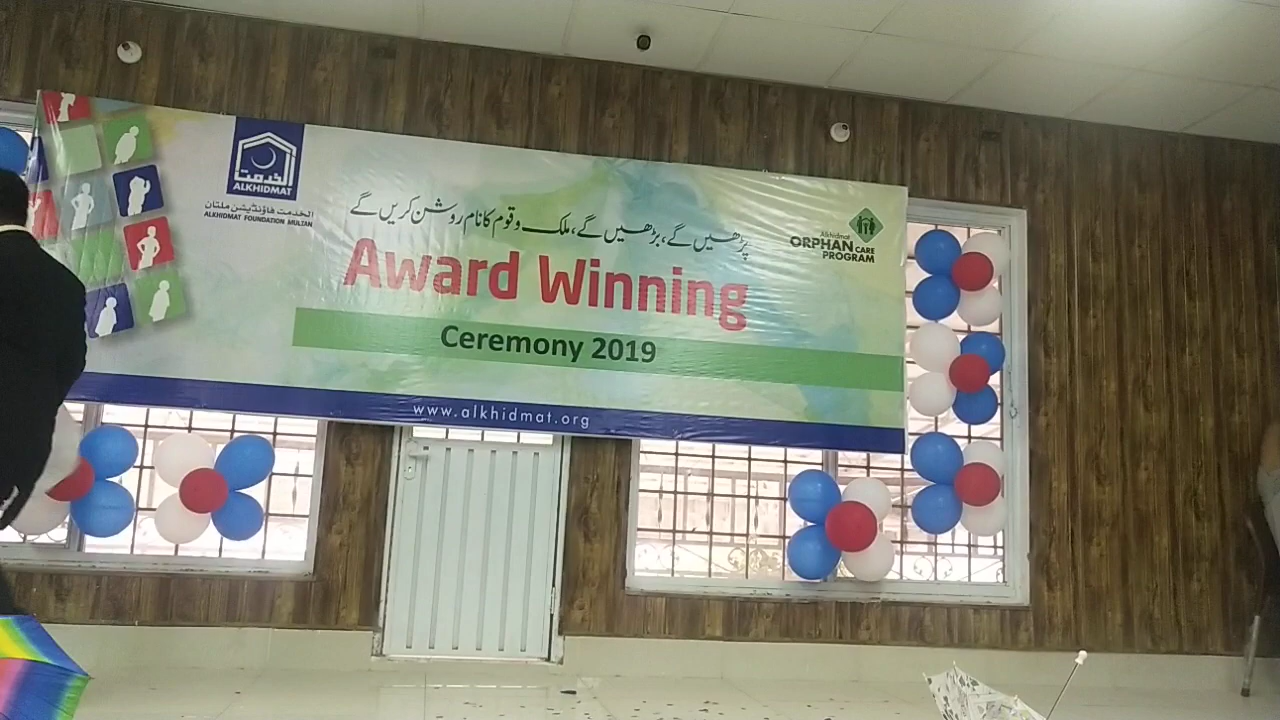 الخدمت
ALKHIDMAT
الخدمت فاؤنڈیشن ملتان
ALKHIDMAT FOUNDATION MULTAN
پڑھیں گے، بڑھیں گے، ملک و قوم کا نام روشن کریں گے
Alkhidmat
ORPHAN CARE
PROGRAM
Award Winning
Ceremony 2019
www.alkhidmat.org